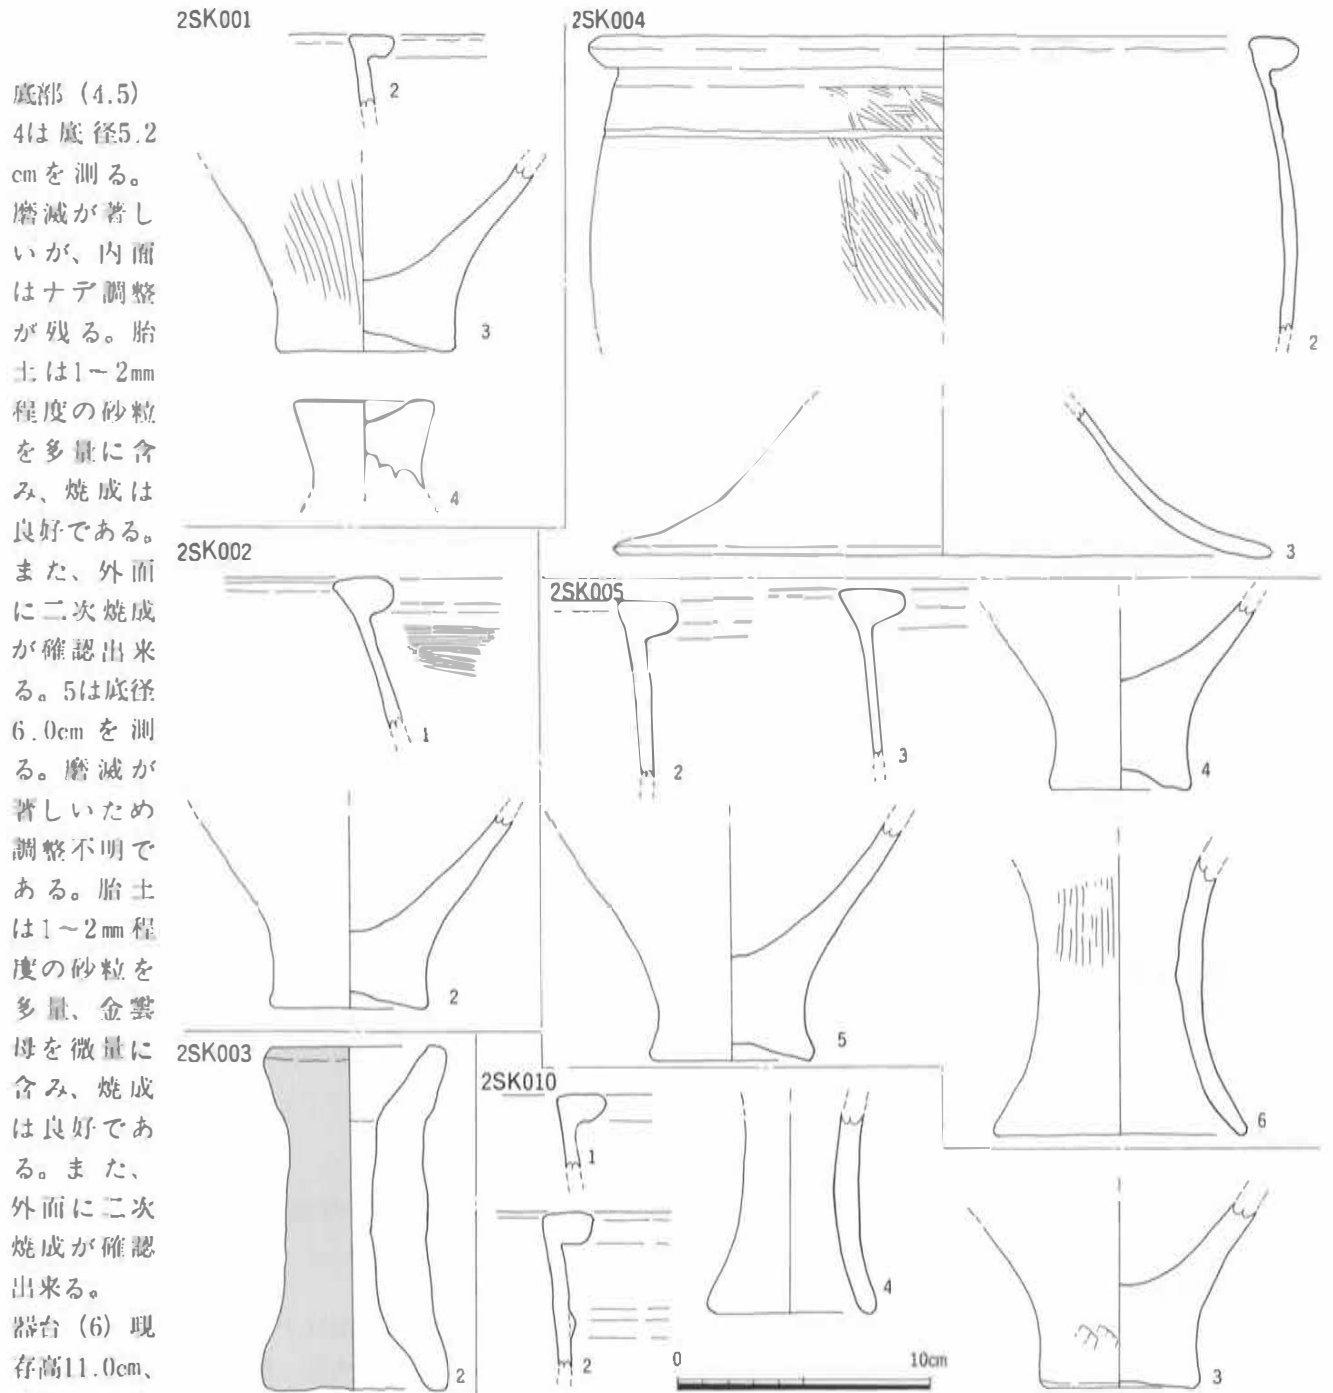 底部（4.5）
4は底径5.2
cmを測る。
磨滅が著し
いが、内面
はナデ調整
が残る。胎
土は1～2mm
程度の砂粒
を多量に含
み、焼成は
良好である。
また、外面
に二次焼成
が確認出来
る。5は底径
6.0cmを測
る。磨滅が
著しいため
調整不明で
ある。胎土
は1～2mm程
度の砂粒を
多量、金雲
母を微量に
含み、焼成
は良好であ
る。また、
外面に二次
焼成が確認
出来る。
器台（6）現
存高11.0cm、
2SK001
2
3
4
2SK004
2
3
2SK002
1
2
2SK005
2
3
4
5
6
2SK003
2
2SK010
1
2
4
3
0 10cm